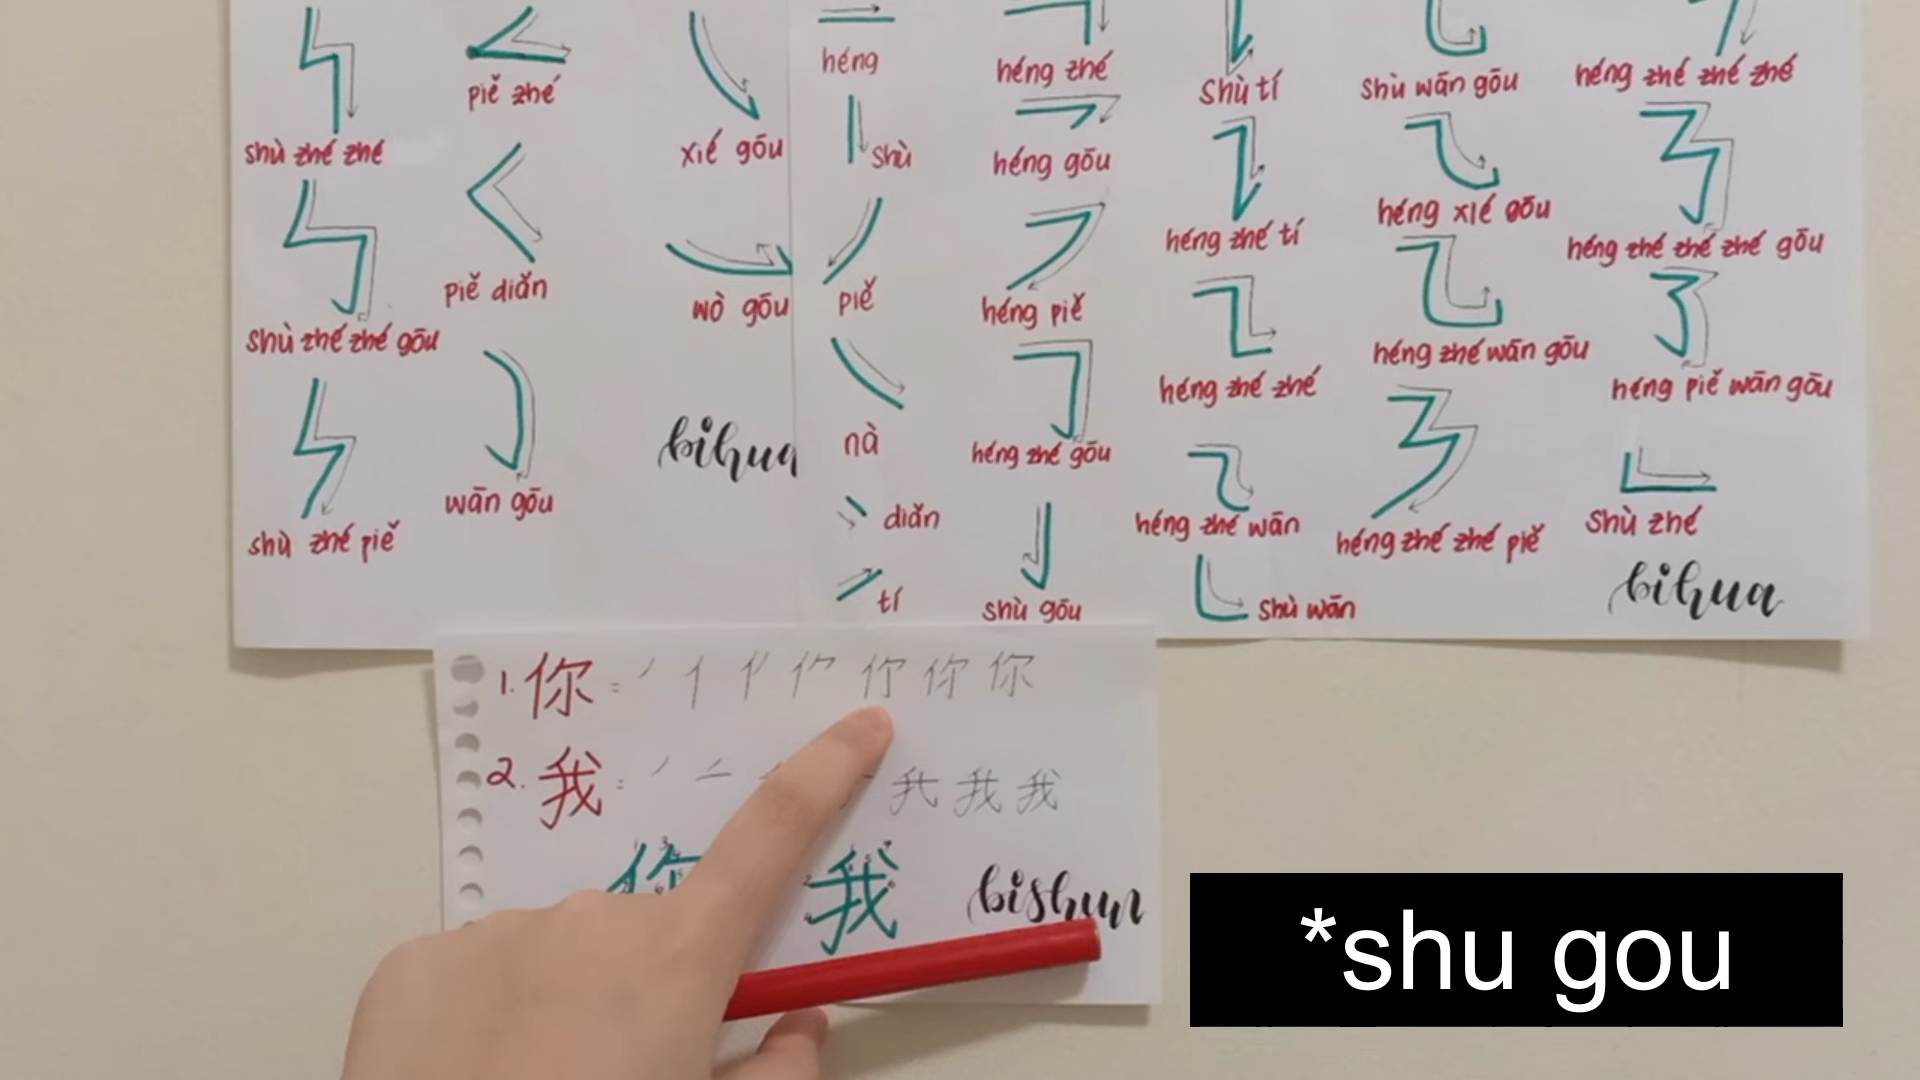 shù zhé zhé
shù zhé zhé gōu
shù zhé piě
piě zhé
piě diǎn
wān gōu
xié gōu
wò gōu
bihua
héng
shù
piě
nà
diǎn
tí
héng zhé
héng gōu
héng piě
héng zhé gōu
shù gōu
shù tí
héng zhé tí
héng zhé zhé
héng zhé wān
shù wān
shù wān gōu
héng xié gōu
héng zhé wān gōu
héng zhé zhé piě
héng zhé zhé zhé
héng zhé zhé zhé gōu
héng piě wān gōu
shù zhé
bihua
1. 你 :
你 你
2. 我 :
我 我
你 我 bishun
*shu gou